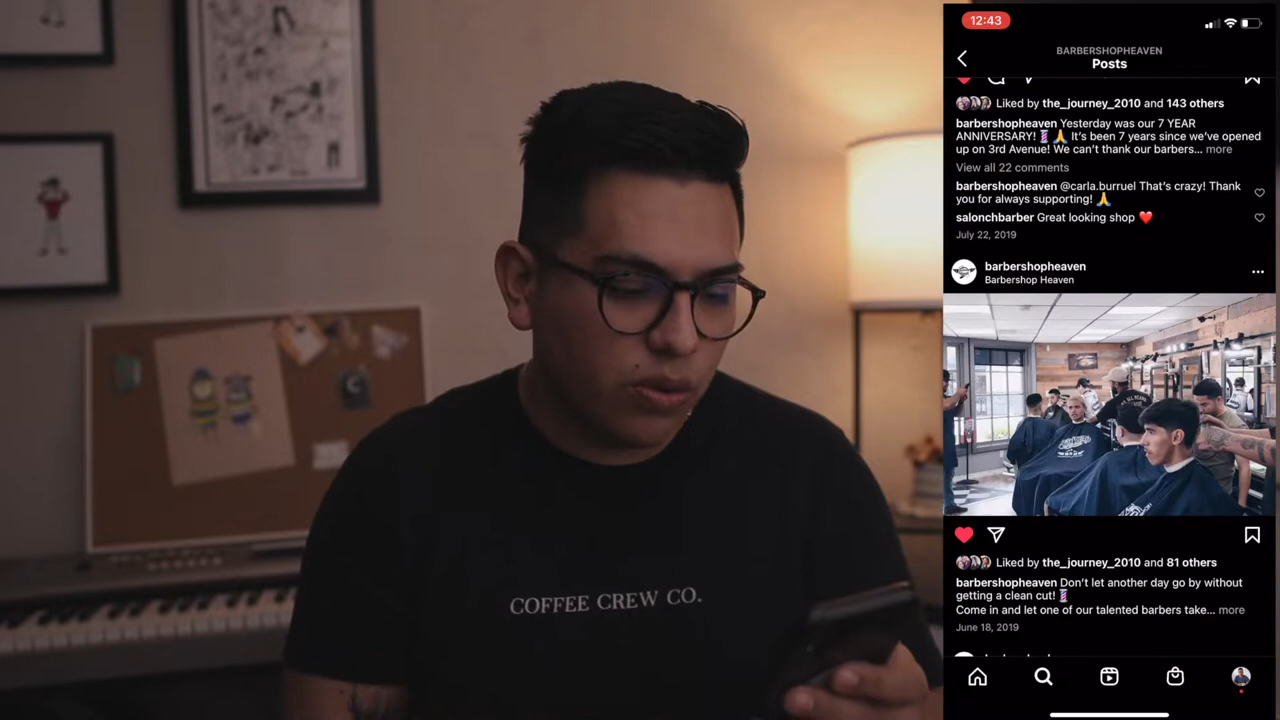 COFFEE CREW CO.
12:43
BARBERSHOPHEAVEN
Posts
Liked by the_journey_2010 and 143 others
barbershopheaven Yesterday was our 7 YEAR
ANNIVERSARY! 💈🙏 It's been 7 years since we've opened
up on 3rd Avenue! We can't thank our barbers... more
View all 22 comments
barbershopheaven @carla.burruel That's crazy! Thank
you for always supporting! 🙏
salonchbarber Great looking shop ❤️
July 22, 2019
barbershopheaven
Barbershop Heaven
Liked by the_journey_2010 and 81 others
barbershopheaven Don't let another day go by without
getting a clean cut! 💈
Come in and let one of our talented barbers take... more
June 18, 2019